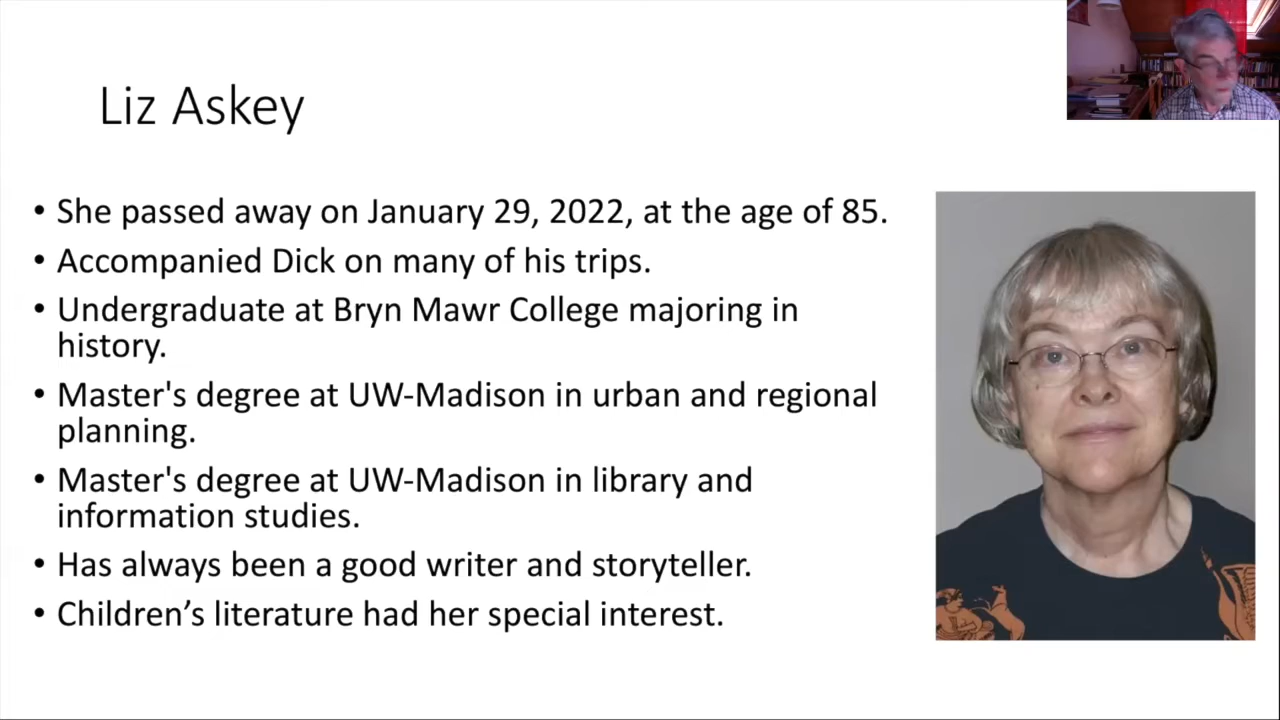 Liz Askey
• She passed away on January 29, 2022, at the age of 85.
• Accompanied Dick on many of his trips.
• Undergraduate at Bryn Mawr College majoring in
history.
• Master's degree at UW-Madison in urban and regional
planning.
• Master's degree at UW-Madison in library and
information studies.
• Has always been a good writer and storyteller.
• Children’s literature had her special interest.